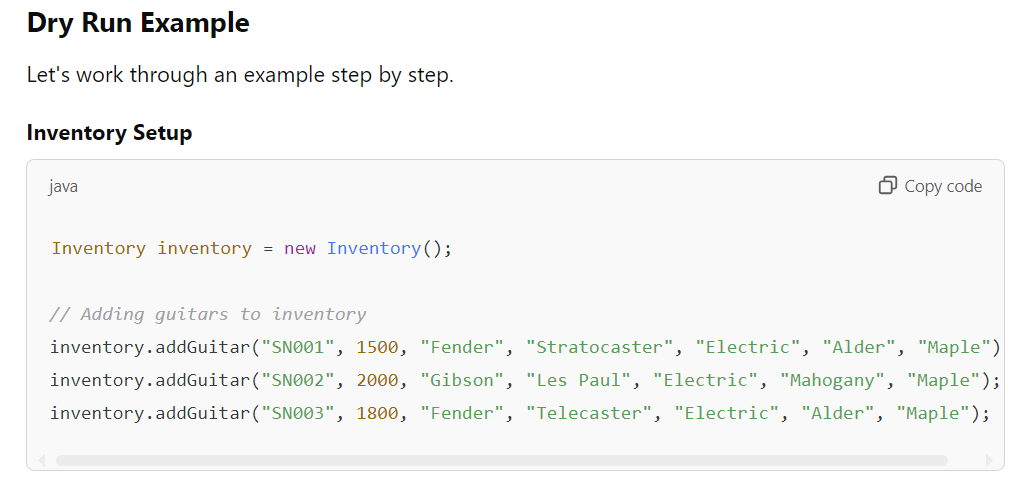 Dry Run Example
Let's work through an example step by step.
Inventory Setup
java
Copy code
Inventory inventory = new Inventory();
// Adding guitars to inventory
inventory.addGuitar("SN001", 1500, "Fender", "Stratocaster", "Electric", "Alder", "Maple")
inventory.addGuitar("SN002", 2000, "Gibson", "Les Paul", "Electric", "Mahogany", "Maple");
inventory.addGuitar("SN003", 1800, "Fender", "Telecaster", "Electric", "Alder", "Maple");